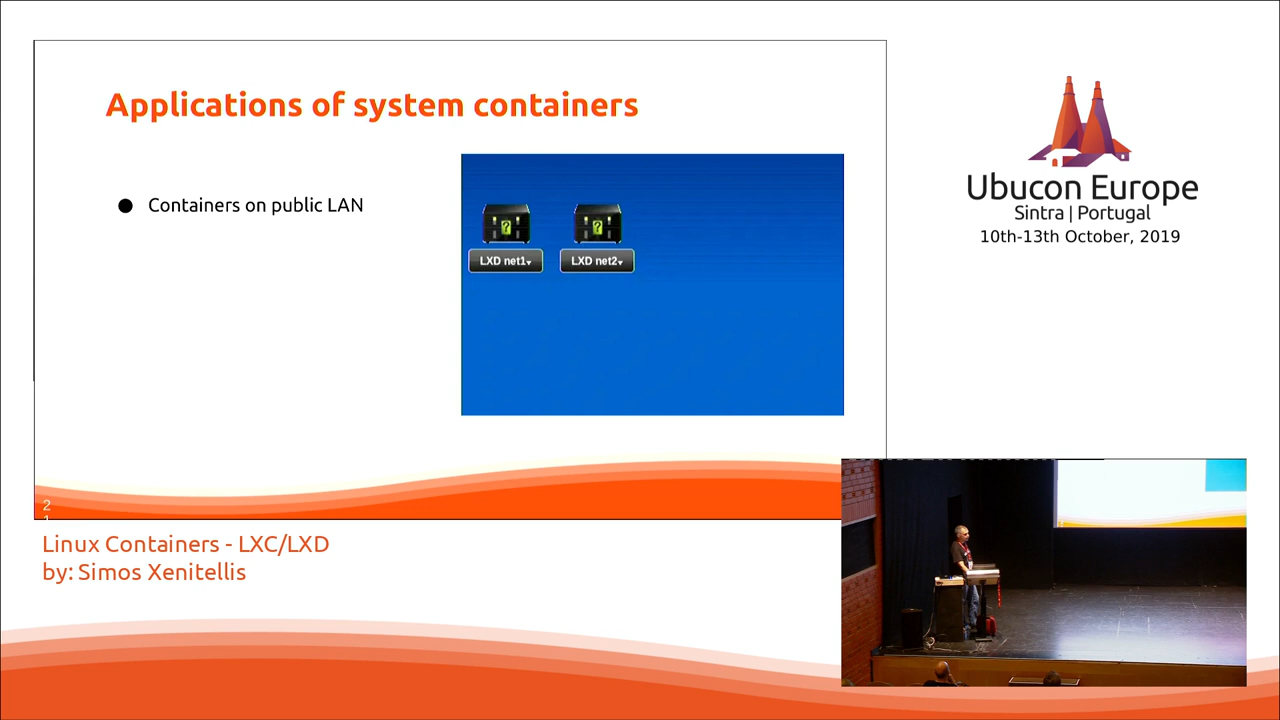 Applications of system containers
Containers on public LAN
?
?
LXD net1
LXD net2
21
Linux Containers - LXC/LXD
by: Simos Xenitellis
Ubucon Europe
Sintra | Portugal
10th-13th October, 2019